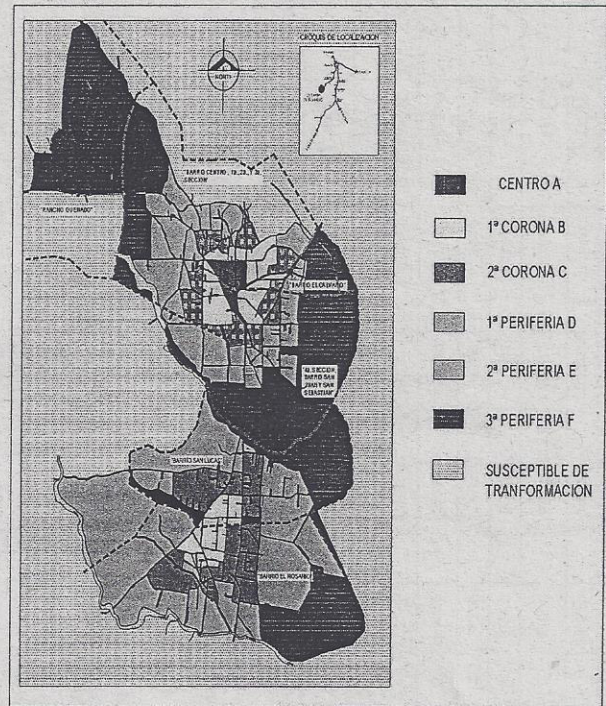 CROQUIS DE LOCALIZACION
NORTE
"BARRIO CENTRO, 1a., 2a., Y 3a.
SECCION"
"RANCHO QUEMADO"
"BARRIO EL CALVARIO"
SECCION
BARRIO SAN
JUAN Y SAN
SEBASTIAN"
"BARRIO SAN LUCAS"
"BARRIO EL ROSARIO"
CENTRO A
1ª CORONA B
2ª CORONA C
1ª PERIFERIA D
2ª PERIFERIA E
3ª PERIFERIA F
SUSCEPTIBLE DE
TRANFORMACION